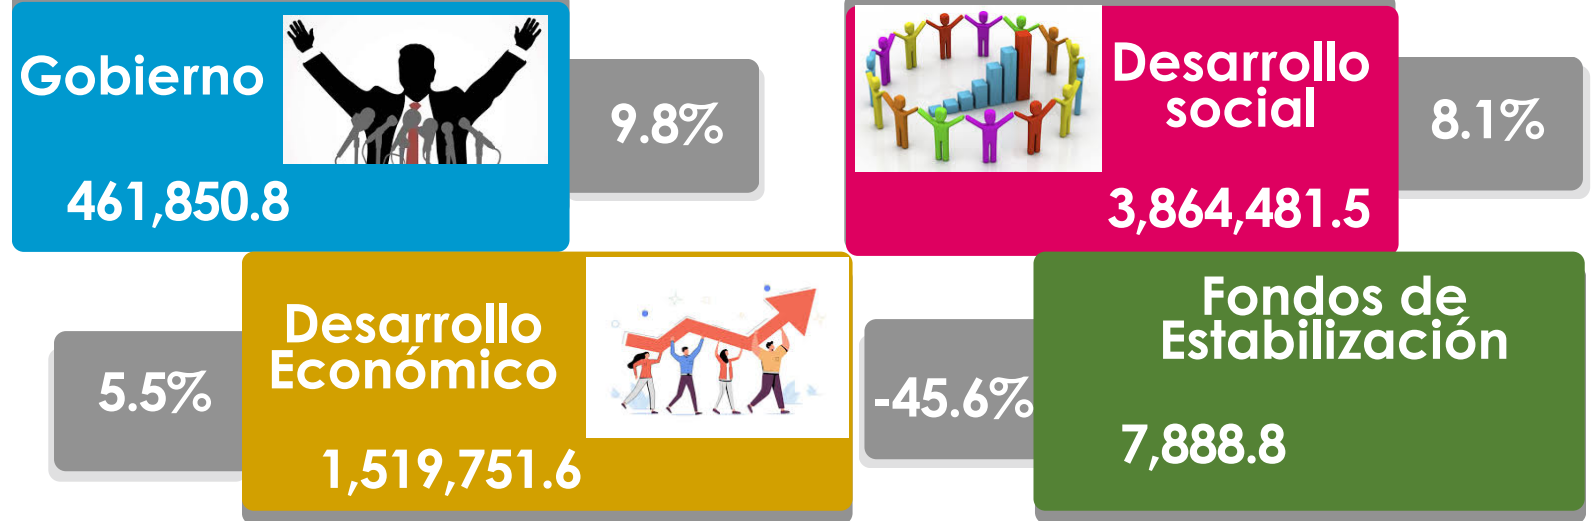 Gobierno
461,850.8
9.8%
Desarrollo
social
3,864,481.5
8.1%
5.5%
Desarrollo
Económico
1,519,751.6
-45.6%
Fondos de
Estabilización
7,888.8